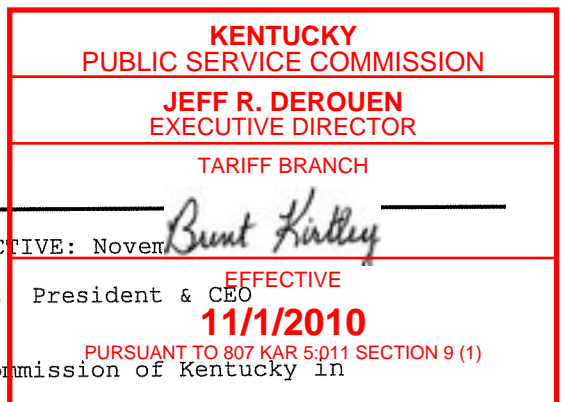 KENTUCKY
PUBLIC SERVICE COMMISSION
JEFF R. DEROUEN
EXECUTIVE DIRECTOR
TARIFF BRANCH
Bunt Kirtley
CTIVE: Novem
EFFECTIVE
President & CEO
11/1/2010
PURSUANT TO 807 KAR 5:011 SECTION 9 (1)
mmission of Kentucky in